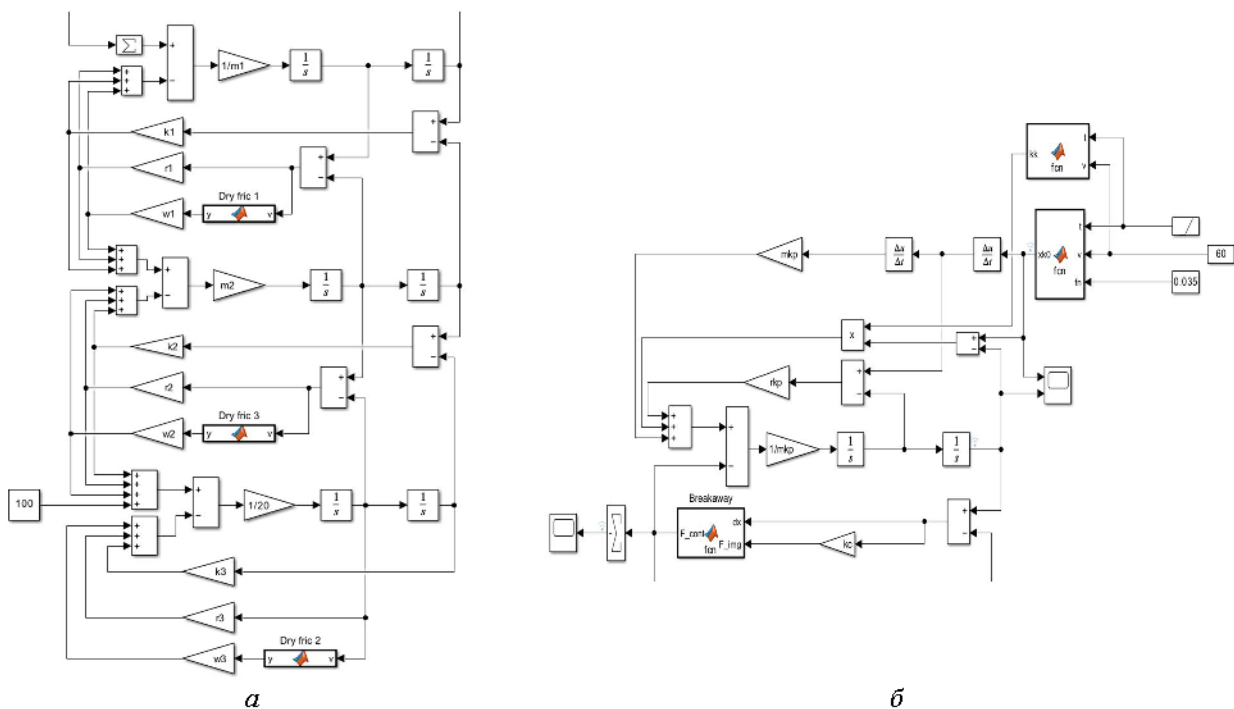 Σ
+
−
1/m1
1
s
1
s
+
+
+
k1
+
−
r1
+
−
Dry fric 1
w1
y
v
+
+
+
+
−
m2
1
s
1
s
+
+
+
k2
+
−
r2
+
−
Dry fric 3
w2
y
v
100
+
+
+
+
+
−
1/20
1
s
1
s
+
+
+
k3
r3
Dry fric 2
w3
y
v
а
kk
t
v
fcn
mkp
Δu
Δt
Δu
Δt
xk0
t
v
fcn
fn
60
0.035
x
+
−
rkp
+
−
+
+
+
+
−
1/mkp
1
s
1
s
Breakaway
F_cont
dx
F_img
fcn
kc
+
−
б